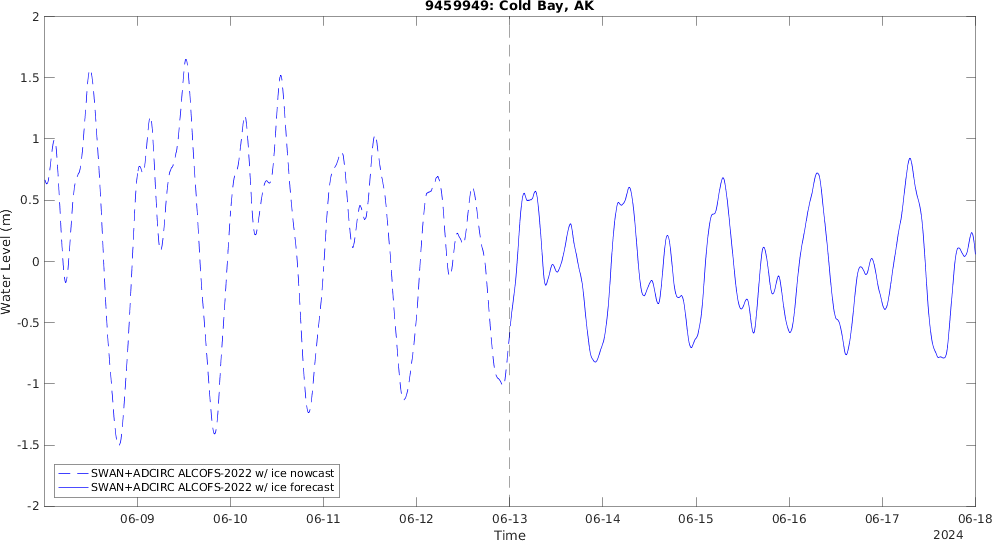 9459949: Cold Bay, AK
2
1.5
1
0.5
0
-0.5
-1
-1.5
-2
Water Level (m)
SWAN+ADCIRC ALCOFS-2022 w/ ice nowcast
SWAN+ADCIRC ALCOFS-2022 w/ ice forecast
06-09 06-10 06-11 06-12 06-13 06-14 06-15 06-16 06-17 06-18
Time
2024